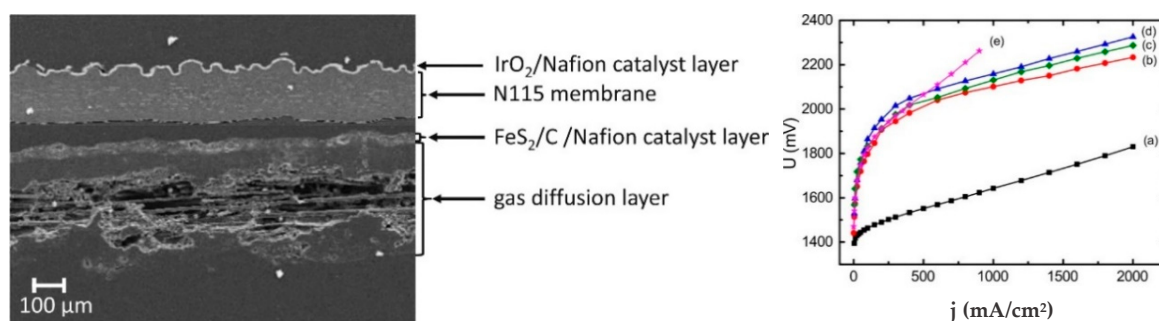 IrO₂/Nafion catalyst layer
N115 membrane
FeS₂/C /Nafion catalyst layer
gas diffusion layer
100 µm
2400
2200
2000
1800
1600
1400
U (mV)
(e)
(d)
(c)
(b)
(a)
0 500 1000 1500 2000
j (mA/cm²)